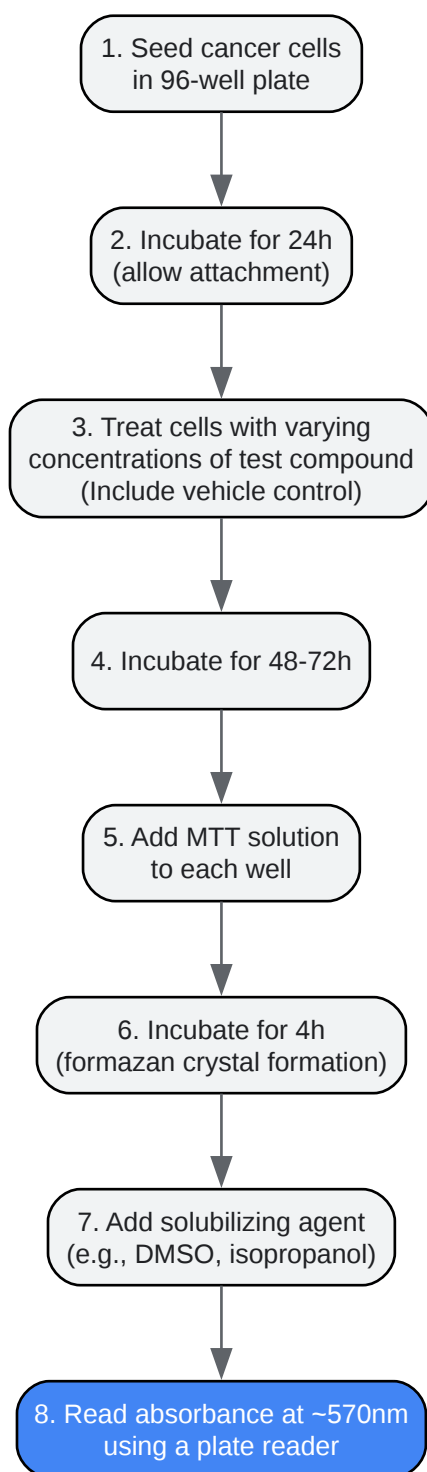 1. Seed cancer cells
in 96-well plate
2. Incubate for 24h
(allow attachment)
3. Treat cells with varying
concentrations of test compound
(Include vehicle control)
4. Incubate for 48-72h
5. Add MTT solution
to each well
6. Incubate for 4h
(formazan crystal formation)
7. Add solubilizing agent
(e.g., DMSO, isopropanol)
8. Read absorbance at ~570nm
using a plate reader